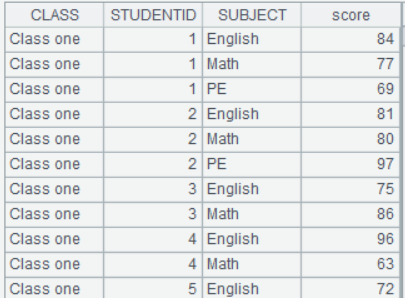 CLASS STUDENTID SUBJECT score
Class one 1 English 84
Class one 1 Math 77
Class one 1 PE 69
Class one 2 English 81
Class one 2 Math 80
Class one 2 PE 97
Class one 3 English 75
Class one 3 Math 86
Class one 4 English 96
Class one 4 Math 63
Class one 5 English 72